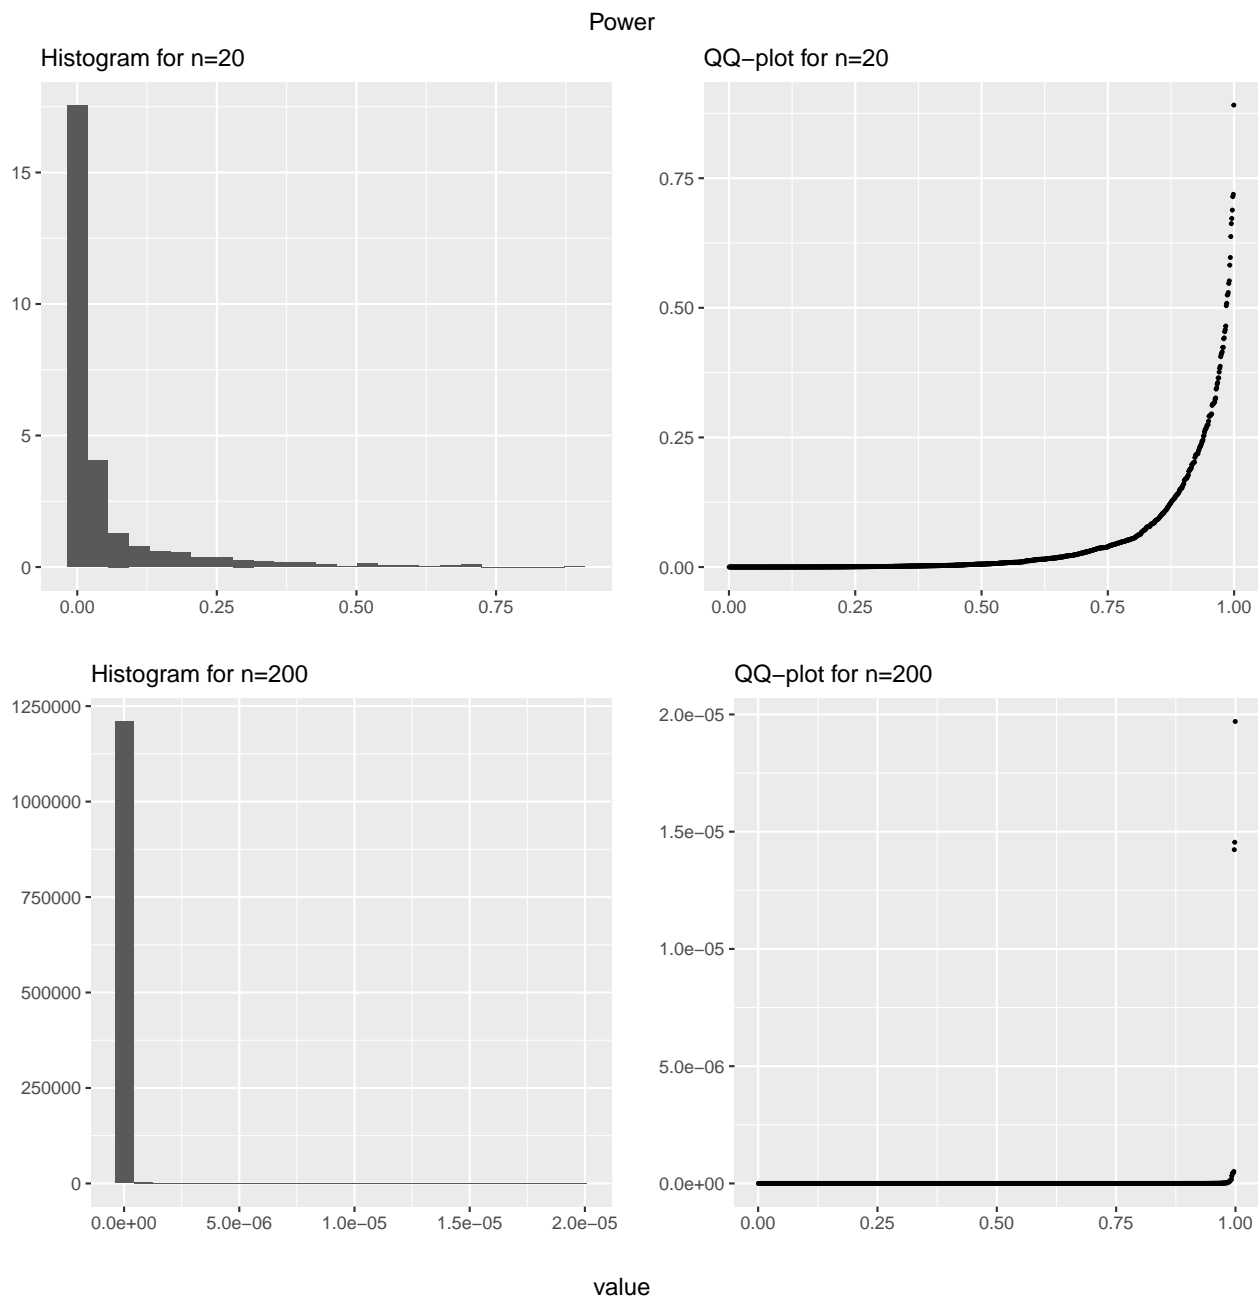 Power
Histogram for n=20
QQ−plot for n=20
15
10
5
0
0.00 0.25 0.50 0.75
0.75
0.50
0.25
0.00
0.00 0.25 0.50 0.75 1.00
Histogram for n=200
QQ−plot for n=200
1250000
1000000
750000
500000
250000
0
0.0e+00 5.0e−06 1.0e−05 1.5e−05 2.0e−05
2.0e−05
1.5e−05
1.0e−05
5.0e−06
0.0e+00
0.00 0.25 0.50 0.75 1.00
value